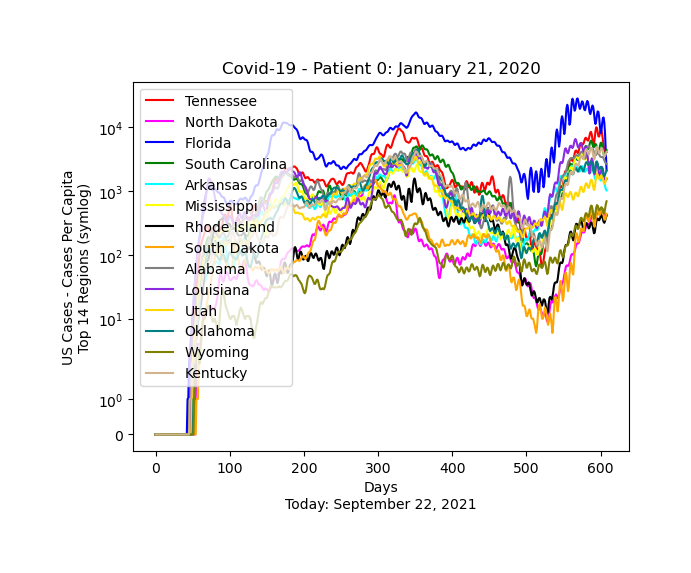 Covid-19 - Patient 0: January 21, 2020
US Cases - Cases Per Capita
Top 14 Regions (symlog)
10^4
10^3
10^2
10^1
10^0
0
Tennessee
North Dakota
Florida
South Carolina
Arkansas
Mississippi
Rhode Island
South Dakota
Alabama
Louisiana
Utah
Oklahoma
Wyoming
Kentucky
0 100 200 300 400 500 600
Days
Today: September 22, 2021